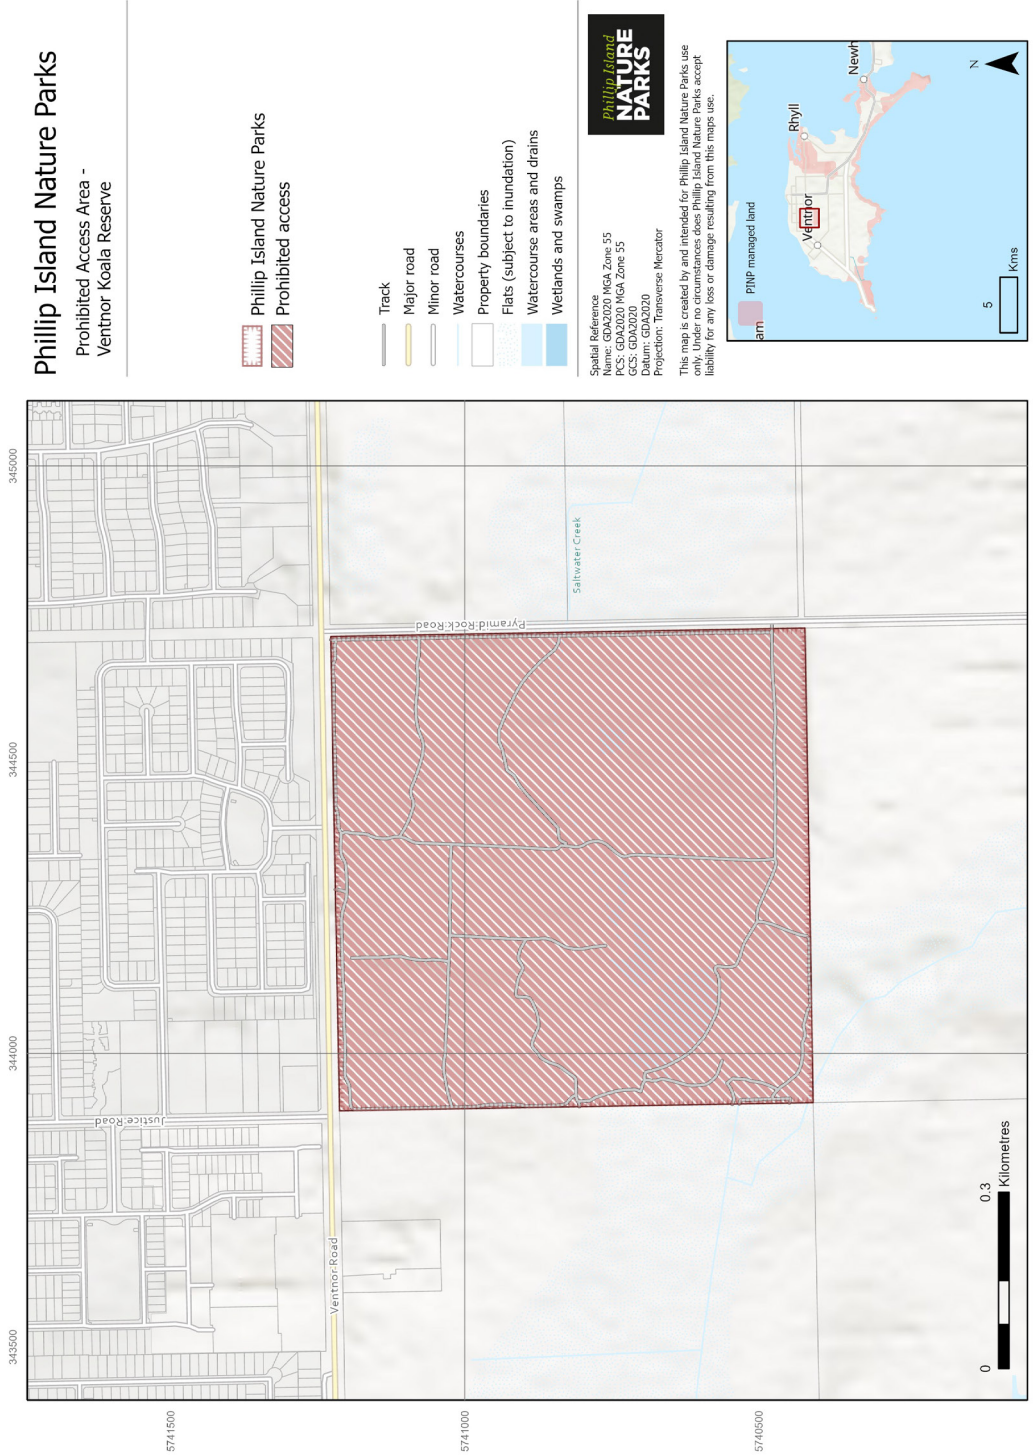 Phillip Island Nature Parks
Prohibited Access Area -
Ventnor Koala Reserve
Phillip Island Nature Parks
Prohibited access
Track
Major road
Minor road
Watercourses
Property boundaries
Flats (subject to inundation)
Watercourse areas and drains
Wetlands and swamps
Spatial Reference
Name: GDA2020 MGA Zone 55
PCS: GDA2020 MGA Zone 55
GCS: GDA2020
Datum: GDA2020
Projection: Transverse Mercator
Phillip Island
NATURE
PARKS
This map is created by and intended for Phillip Island Nature Parks use
only. Under no circumstances does Phillip Island Nature Parks accept
liability for any loss or damage resulting from this maps use.
PINP managed land
am
Ventnor
Rhyll
Newh
N
5
Kms
343500
344000
344500
345000
5741500
5741000
5740500
Justice Road
Ventnor Road
Pyramid Rock Road
Saltwater Creek
0
0.3
Kilometres